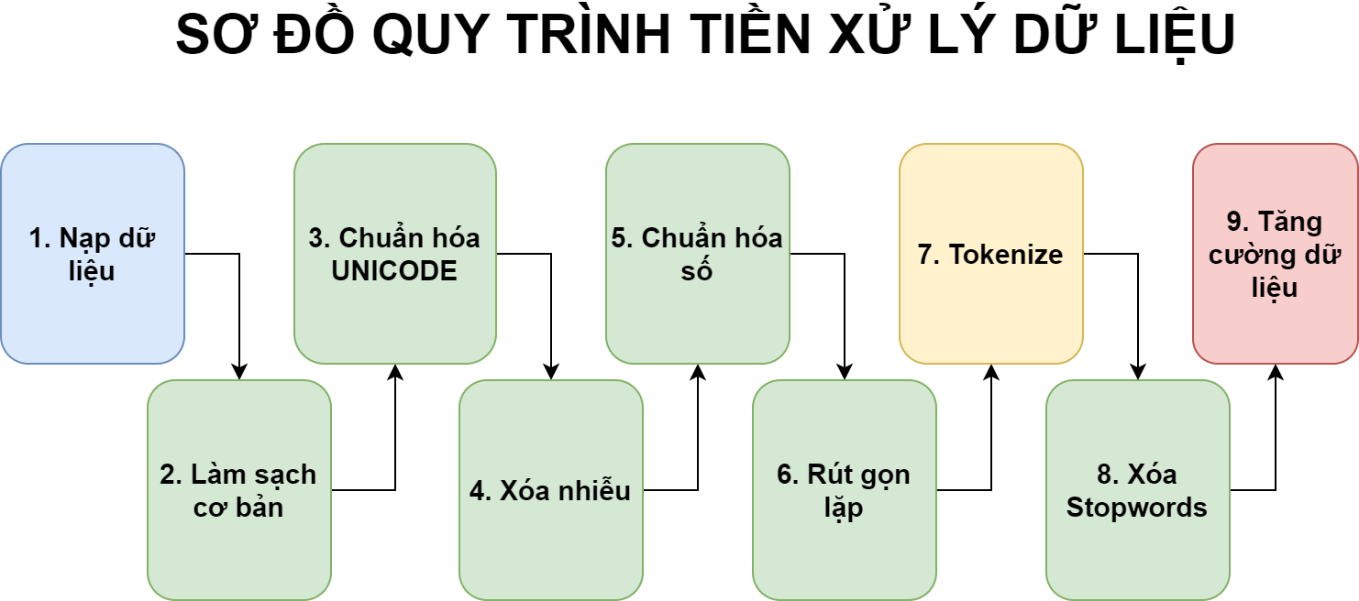 SƠ ĐỒ QUY TRÌNH TIỀN XỬ LÝ DỮ LIỆU
1. Nạp dữ
liệu
2. Làm sạch
cơ bản
3. Chuẩn hóa
UNICODE
4. Xóa nhiễu
5. Chuẩn hóa
số
6. Rút gọn
lặp
7. Tokenize
8. Xóa
Stopwords
9. Tăng
cường dữ
liệu